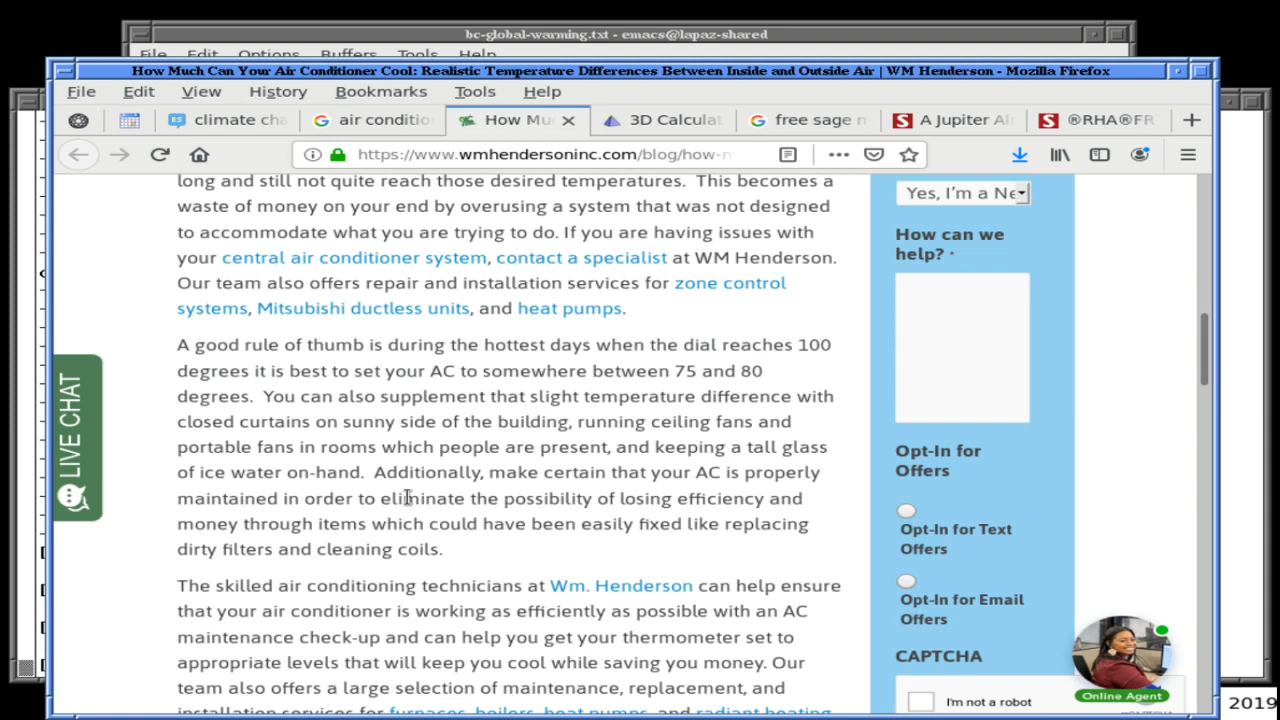 bc-global-warming.txt - emacs@lapaz-shared
File Edit Options Buffers Tools Help
How Much Can Your Air Conditioner Cool: Realistic Temperature Differences Between Inside and Outside Air | WM Henderson - Mozilla Firefox
File Edit View History Bookmarks Tools Help
climate cha
air conditio
How Mu
3D Calculat
free sage n
A Jupiter Al
®RHA®FR
https://www.wmhendersoninc.com/blog/how-m
long and still not quite reach those desired temperatures. This becomes a
waste of money on your end by overusing a system that was not designed
to accommodate what you are trying to do. If you are having issues with
your central air conditioner system, contact a specialist at WM Henderson.
Our team also offers repair and installation services for zone control
systems, Mitsubishi ductless units, and heat pumps.
A good rule of thumb is during the hottest days when the dial reaches 100
degrees it is best to set your AC to somewhere between 75 and 80
degrees. You can also supplement that slight temperature difference with
closed curtains on sunny side of the building, running ceiling fans and
portable fans in rooms which people are present, and keeping a tall glass
of ice water on-hand. Additionally, make certain that your AC is properly
maintained in order to eliminate the possibility of losing efficiency and
money through items which could have been easily fixed like replacing
dirty filters and cleaning coils.
The skilled air conditioning technicians at Wm. Henderson can help ensure
that your air conditioner is working as efficiently as possible with an AC
maintenance check-up and can help you get your thermometer set to
appropriate levels that will keep you cool while saving you money. Our
team also offers a large selection of maintenance, replacement, and
installation services for furnaces, boilers, heat pumps, and radiant heating
LIVE CHAT
Yes, I'm a Ne
How can we
help? *
Opt-In for
Offers
Opt-In for Text
Offers
Opt-In for Email
Offers
CAPTCHA
I'm not a robot
Online Agent
2019